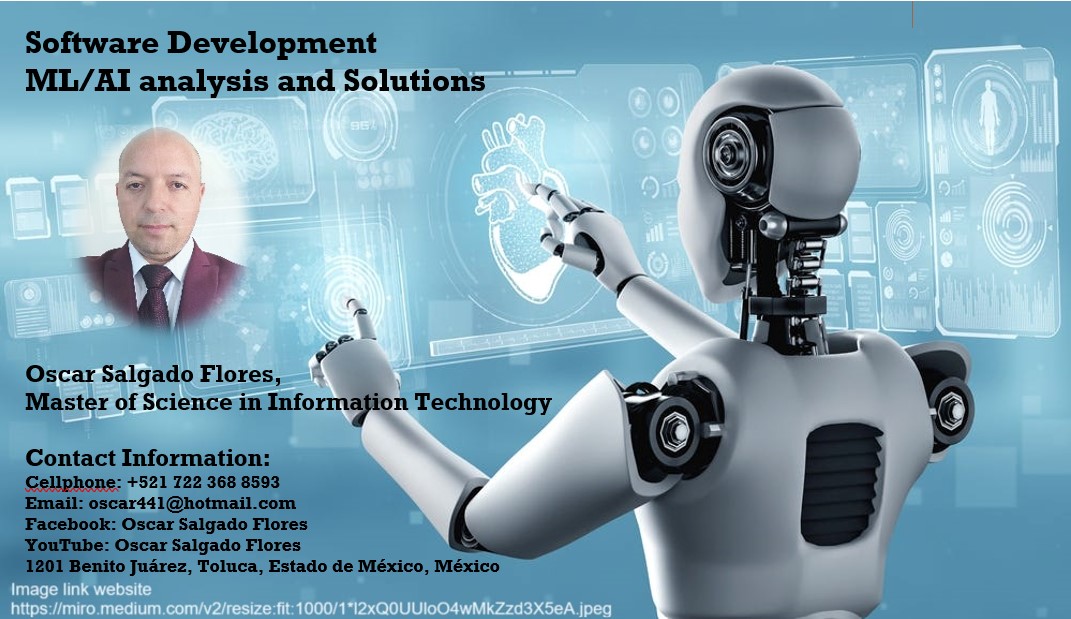 Software Development
ML/AI analysis and Solutions
Oscar Salgado Flores,
Master of Science in Information Technology
Contact Information:
Cellphone: +521 722 368 8593
Email: oscar441@hotmail.com
Facebook: Oscar Salgado Flores
YouTube: Oscar Salgado Flores
1201 Benito Juárez, Toluca, Estado de México, México
Image link website
https://miro.medium.com/v2/resize:fit:1000/1*l2xQ0UUloO4wMkZzd3X5eA.jpeg